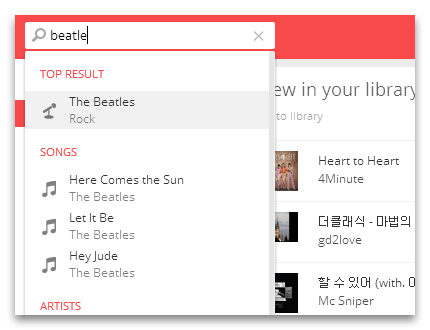 beatle
TOP RESULT
The Beatles
Rock
SONGS
Here Comes the Sun
The Beatles
Let It Be
The Beatles
Hey Jude
The Beatles
ARTISTS
ew in your library
to library
Heart to Heart
4Minute
더클래식 - 마법의
gd2love
할 수 있어 (with.
Mc Sniper